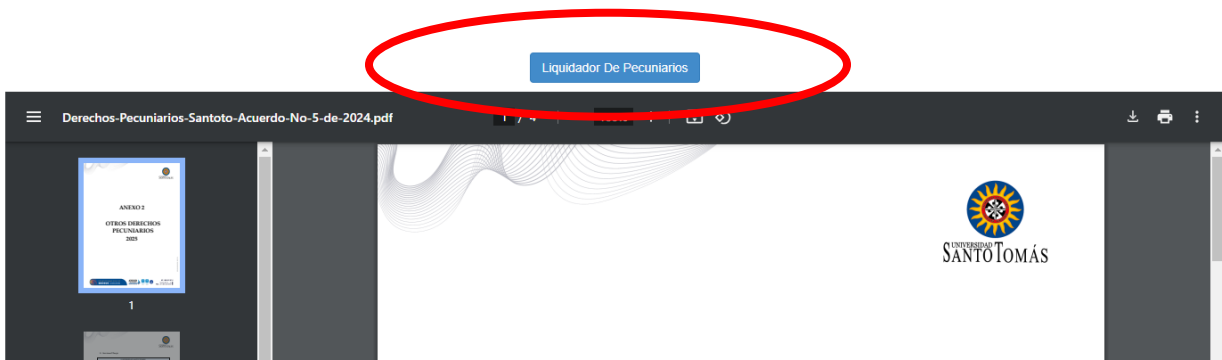 Liquidador De Pecuniarios
Derechos-Pecuniarios-Santoto-Acuerdo-No-5-de-2024.pdf
1 / 4
ANEXO 2
OTROS DERECHOS
PECUNIARIOS
2025
1
UNIVERSIDAD
SANTO TOMÁS